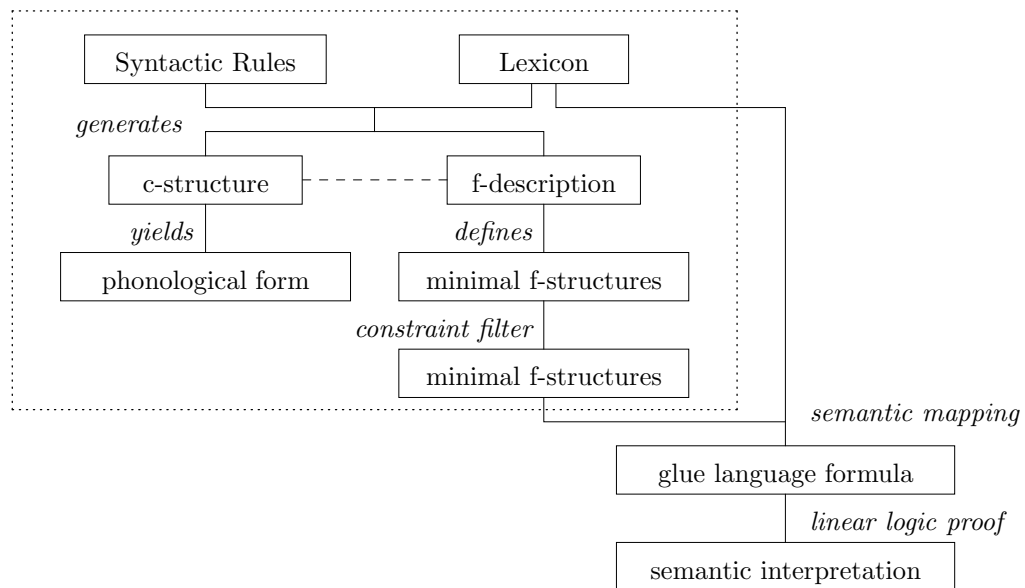 Syntactic Rules
Lexicon
generates
c-structure
f-description
yields
defines
phonological form
minimal f-structures
constraint filter
minimal f-structures
semantic mapping
glue language formula
linear logic proof
semantic interpretation